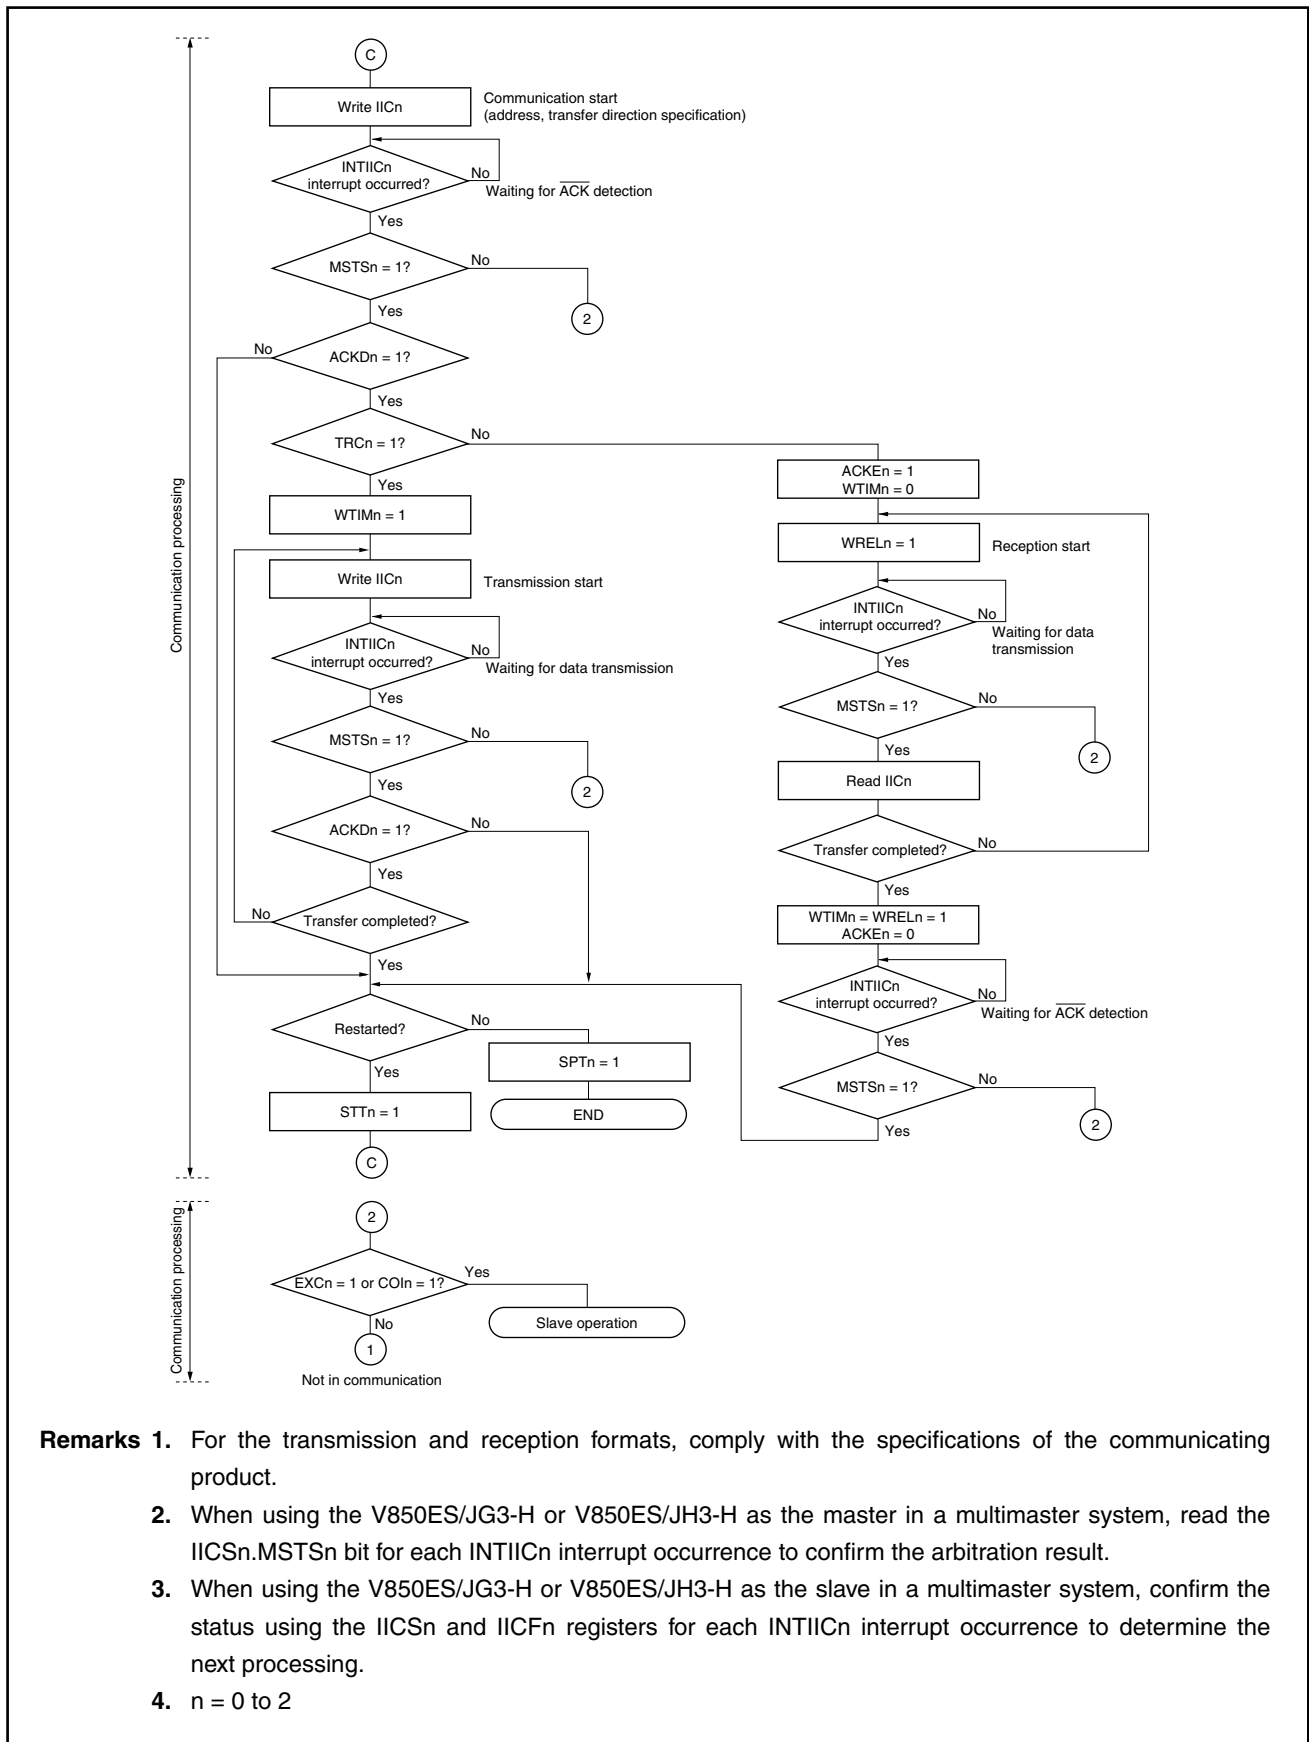 C
Write IICn
Communication start
(address, transfer direction specification)
INTIICn
interrupt occurred?
No
Waiting for ACK detection
Yes
MSTSn = 1?
No
2
Yes
ACKDn = 1?
No
Yes
TRCn = 1?
No
Yes
WTIMn = 1
Write IICn
Transmission start
INTIICn
interrupt occurred?
No
Waiting for data transmission
Yes
MSTSn = 1?
No
2
Yes
ACKDn = 1?
No
Yes
Transfer completed?
No
Yes
Restarted?
No
SPTn = 1
END
Yes
STTn = 1
C
ACKEn = 1
WTIMn = 0
WRELn = 1
Reception start
INTIICn
interrupt occurred?
No
Waiting for data
transmission
Yes
MSTSn = 1?
No
2
Yes
Read IICn
Transfer completed?
No
Yes
WTIMn = WRELn = 1
ACKEn = 0
INTIICn
interrupt occurred?
No
Waiting for ACK detection
Yes
MSTSn = 1?
No
2
Yes
Communication processing
2
EXCn = 1 or COIn = 1?
Yes
Slave operation
No
1
Not in communication
Communication processing
Remarks 1. For the transmission and reception formats, comply with the specifications of the communicating
product.
2. When using the V850ES/JG3-H or V850ES/JH3-H as the master in a multimaster system, read the
IICSn.MSTSn bit for each INTIICn interrupt occurrence to confirm the arbitration result.
3. When using the V850ES/JG3-H or V850ES/JH3-H as the slave in a multimaster system, confirm the
status using the IICSn and IICFn registers for each INTIICn interrupt occurrence to determine the
next processing.
4. n = 0 to 2